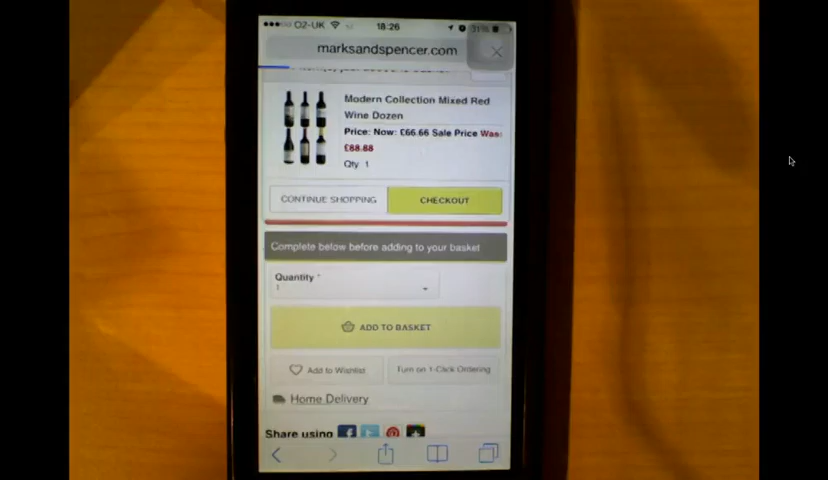 O2-UK 18:26 31%
marksandspencer.com
Modern Collection Mixed Red
Wine Dozen
Price: Now: £66.66 Sale Price Was:
£88.88
Qty 1
CONTINUE SHOPPING
CHECKOUT
Complete below before adding to your basket
Quantity *
1
ADD TO BASKET
Add to Wishlist
Turn on 1-Click Ordering
Home Delivery
Share using